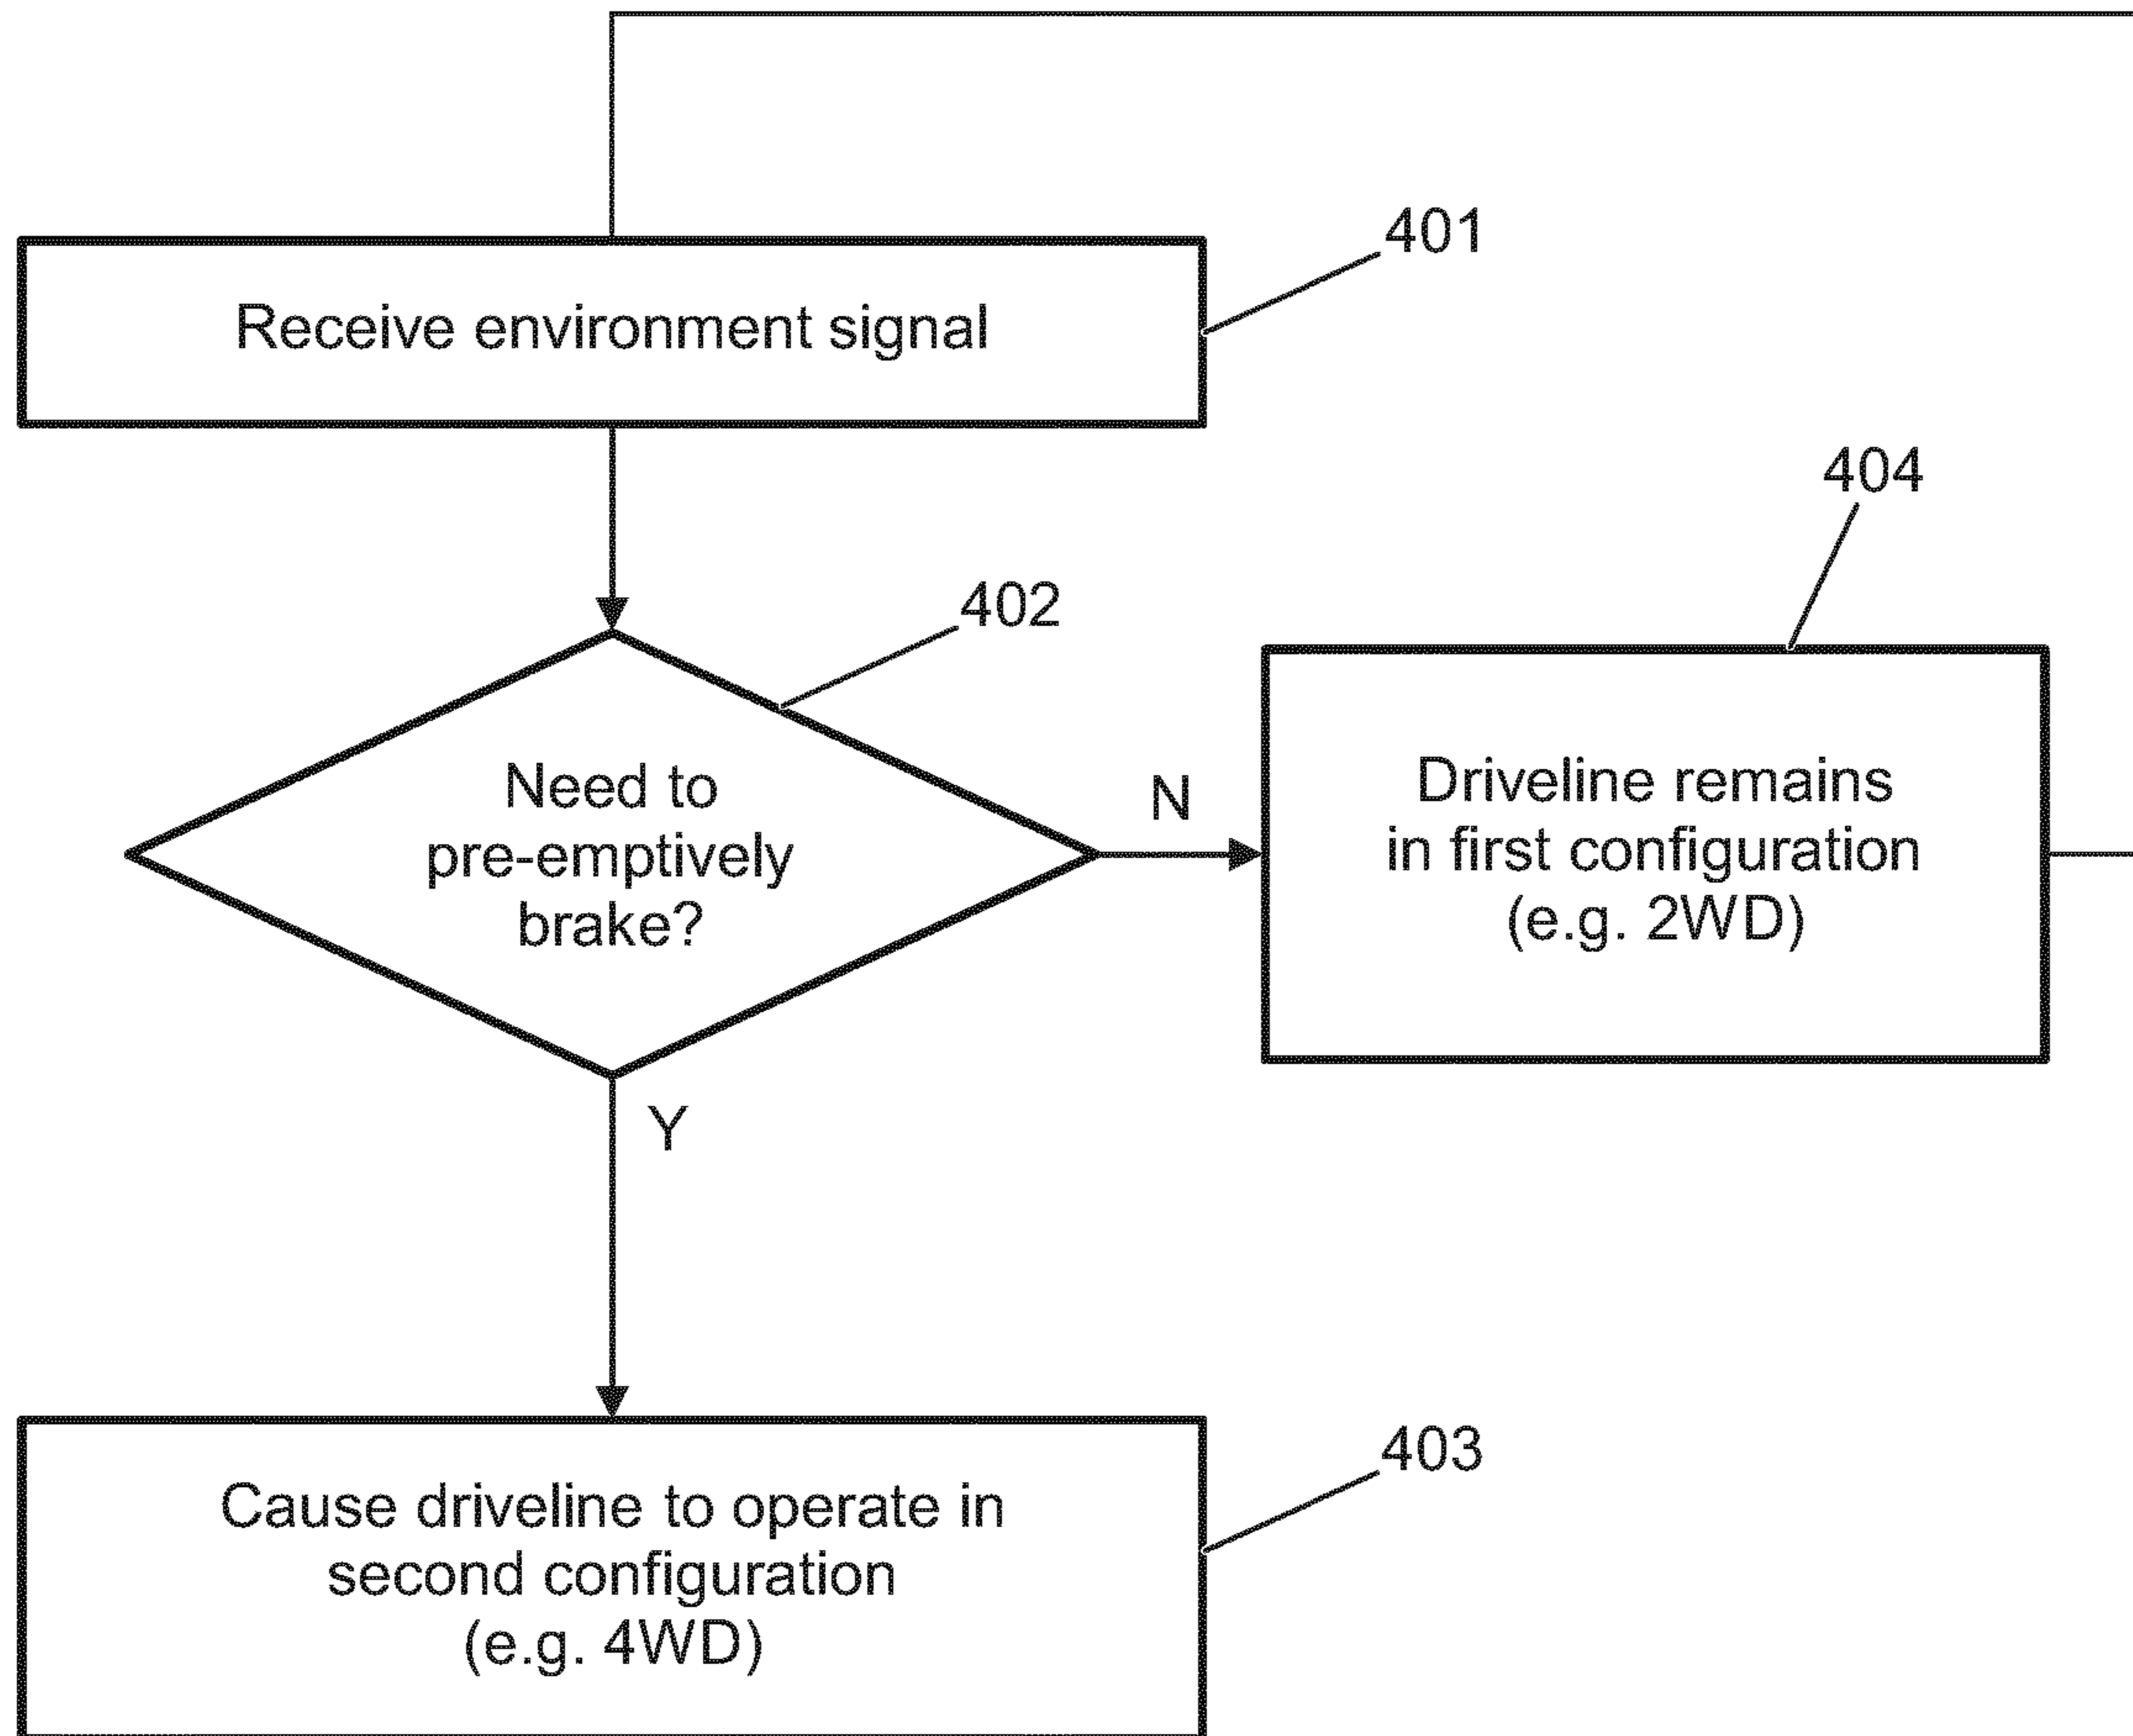 401
Receive environment signal
404
402
Need to
pre-emptively
brake?
N
Driveline remains
in first configuration
(e.g. 2WD)
Y
403
Cause driveline to operate in
second configuration
(e.g. 4WD)